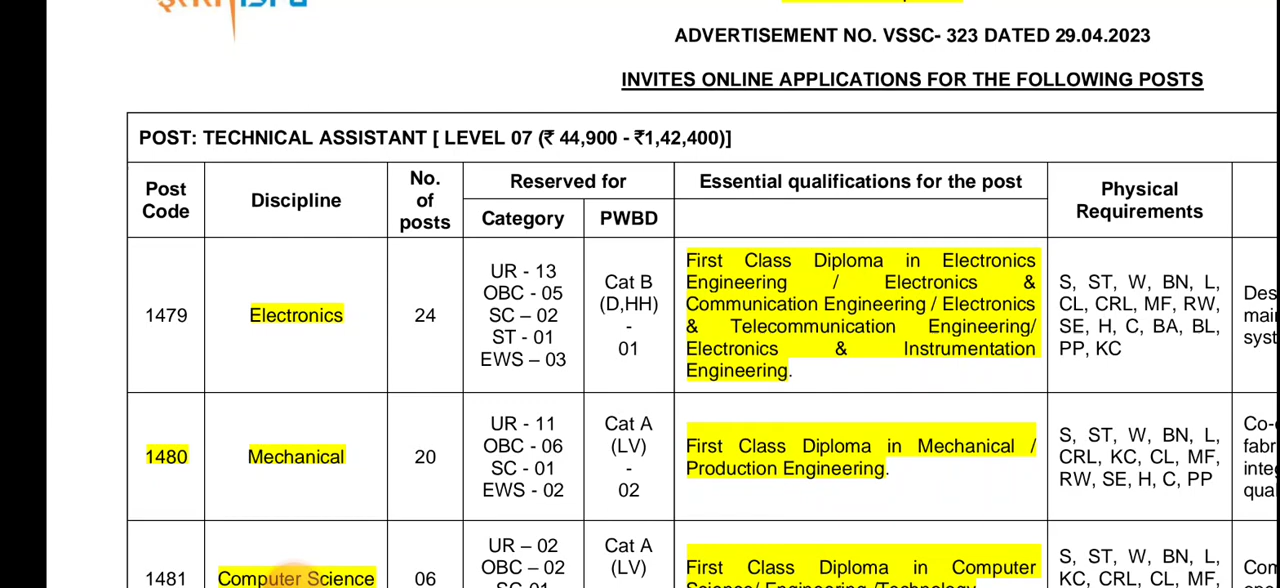 ADVERTISEMENT NO. VSSC- 323 DATED 29.04.2023
INVITES ONLINE APPLICATIONS FOR THE FOLLOWING POSTS
POST: TECHNICAL ASSISTANT [ LEVEL 07 (₹ 44,900 - ₹1,42,400)]
Post Code
Discipline
No. of posts
Reserved for
Category
PWBD
Essential qualifications for the post
Physical Requirements
1479
Electronics
24
UR - 13
OBC - 05
SC – 02
ST - 01
EWS – 03
Cat B
(D,HH)
-
01
First Class Diploma in Electronics
Engineering / Electronics &
Communication Engineering / Electronics
& Telecommunication Engineering/
Electronics & Instrumentation
Engineering.
S, ST, W, BN, L,
CL, CRL, MF, RW,
SE, H, C, BA, BL,
PP, KC
1480
Mechanical
20
UR - 11
OBC - 06
SC - 01
EWS - 02
Cat A
(LV)
-
02
First Class Diploma in Mechanical /
Production Engineering.
S, ST, W, BN, L,
CRL, KC, CL, MF,
RW, SE, H, C, PP
1481
Computer Science
06
UR – 02
OBC – 02
Cat A
(LV)
First Class Diploma in Computer
Science/ Engineering /Technology
S, ST, W, BN, L,
KC, CRL, CL, MF,